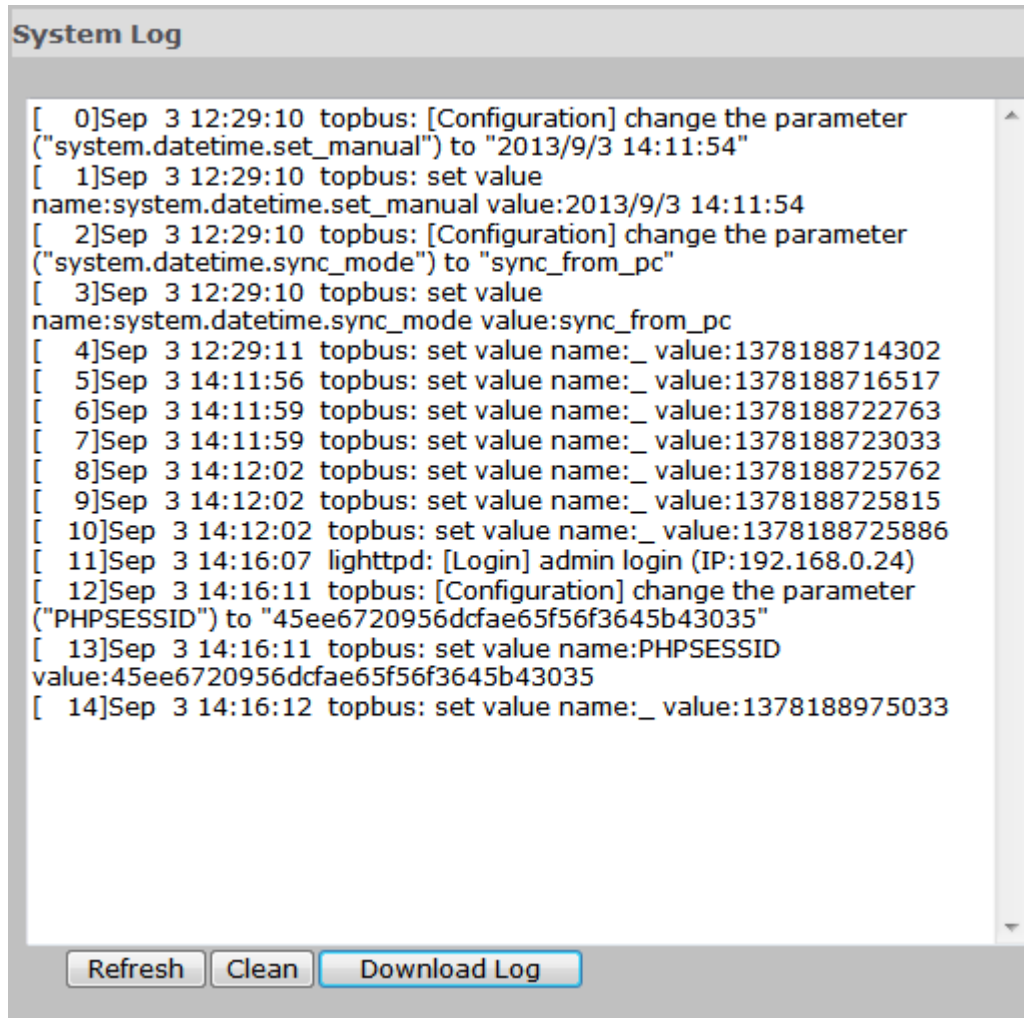 System Log
[ 0]Sep 3 12:29:10 topbus: [Configuration] change the parameter
("system.datetime.set_manual") to "2013/9/3 14:11:54"
[ 1]Sep 3 12:29:10 topbus: set value
name:system.datetime.set_manual value:2013/9/3 14:11:54
[ 2]Sep 3 12:29:10 topbus: [Configuration] change the parameter
("system.datetime.sync_mode") to "sync_from_pc"
[ 3]Sep 3 12:29:10 topbus: set value
name:system.datetime.sync_mode value:sync_from_pc
[ 4]Sep 3 12:29:11 topbus: set value name:_ value:1378188714302
[ 5]Sep 3 14:11:56 topbus: set value name:_ value:1378188716517
[ 6]Sep 3 14:11:59 topbus: set value name:_ value:1378188722763
[ 7]Sep 3 14:11:59 topbus: set value name:_ value:1378188723033
[ 8]Sep 3 14:12:02 topbus: set value name:_ value:1378188725762
[ 9]Sep 3 14:12:02 topbus: set value name:_ value:1378188725815
[ 10]Sep 3 14:12:02 topbus: set value name:_ value:1378188725886
[ 11]Sep 3 14:16:07 lighttpd: [Login] admin login (IP:192.168.0.24)
[ 12]Sep 3 14:16:11 topbus: [Configuration] change the parameter
("PHPSESSID") to "45ee6720956dcfae65f56f3645b43035"
[ 13]Sep 3 14:16:11 topbus: set value name:PHPSESSID
value:45ee6720956dcfae65f56f3645b43035
[ 14]Sep 3 14:16:12 topbus: set value name:_ value:1378188975033
Refresh Clean Download Log